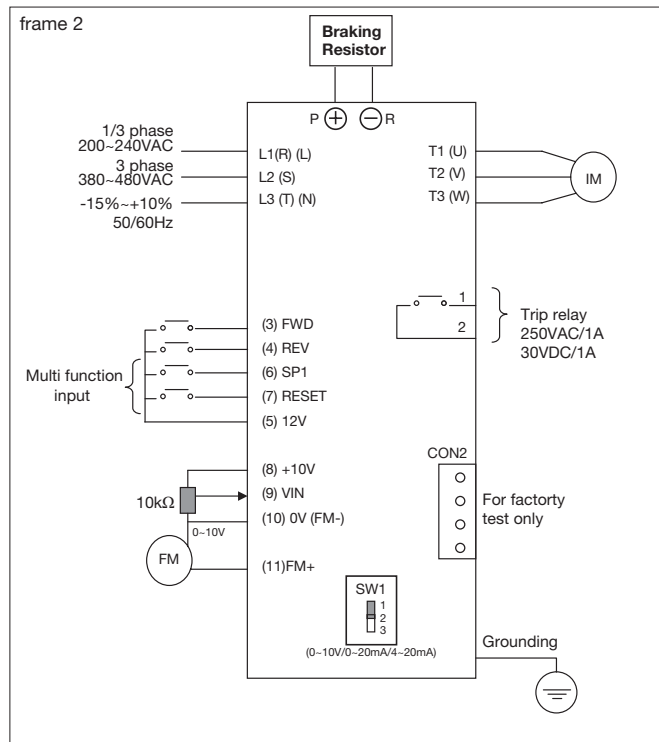 frame 2
Braking
Resistor
P + − R
1/3 phase
200~240VAC
3 phase
380~480VAC
-15%~+10%
50/60Hz
L1(R) (L)
L2 (S)
L3 (T) (N)
T1 (U)
T2 (V)
T3 (W)
IM
1
2
Trip relay
250VAC/1A
30VDC/1A
Multi function
input
(3) FWD
(4) REV
(6) SP1
(7) RESET
(5) 12V
CON2
For factorty
test only
10kΩ
(8) +10V
(9) VIN
(10) 0V (FM-)
0~10V
FM
(11)FM+
SW1
1
2
3
(0~10V/0~20mA/4~20mA)
Grounding